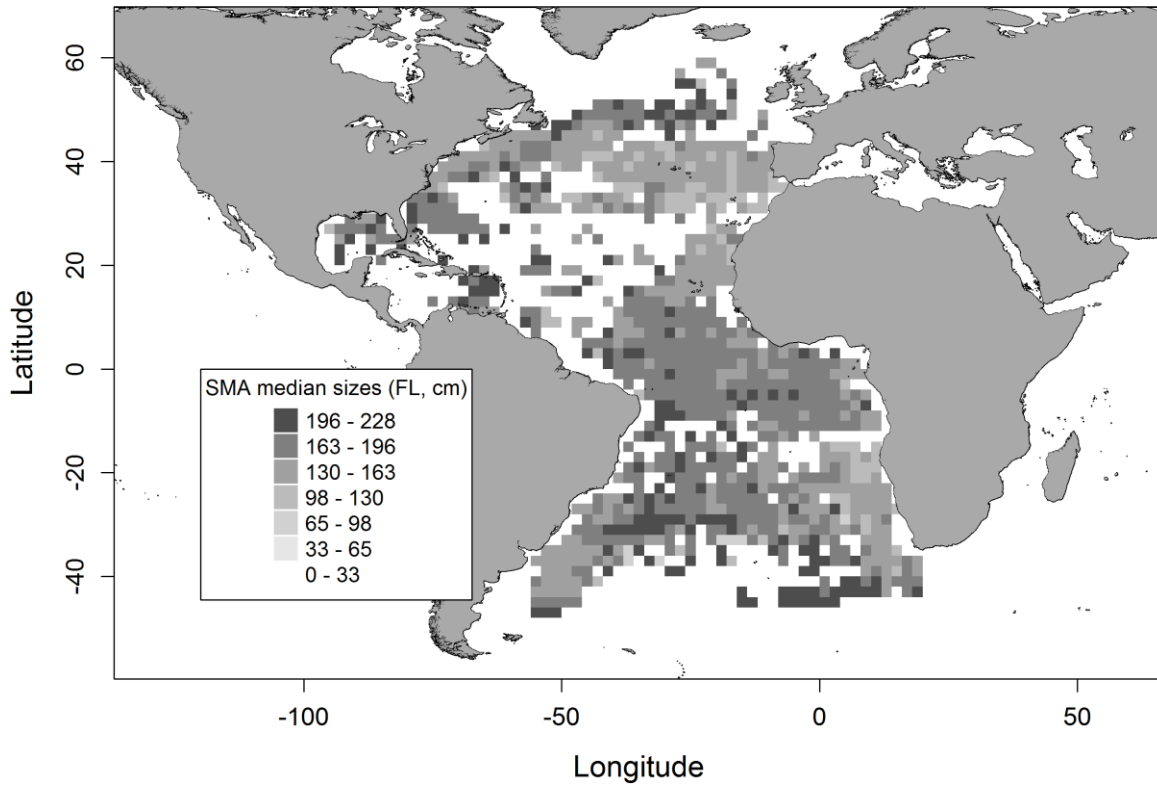 Latitude
60
40
20
0
-20
-40
SMA median sizes (FL, cm)
196 - 228
163 - 196
130 - 163
98 - 130
65 - 98
33 - 65
0 - 33
-100
-50
0
50
Longitude